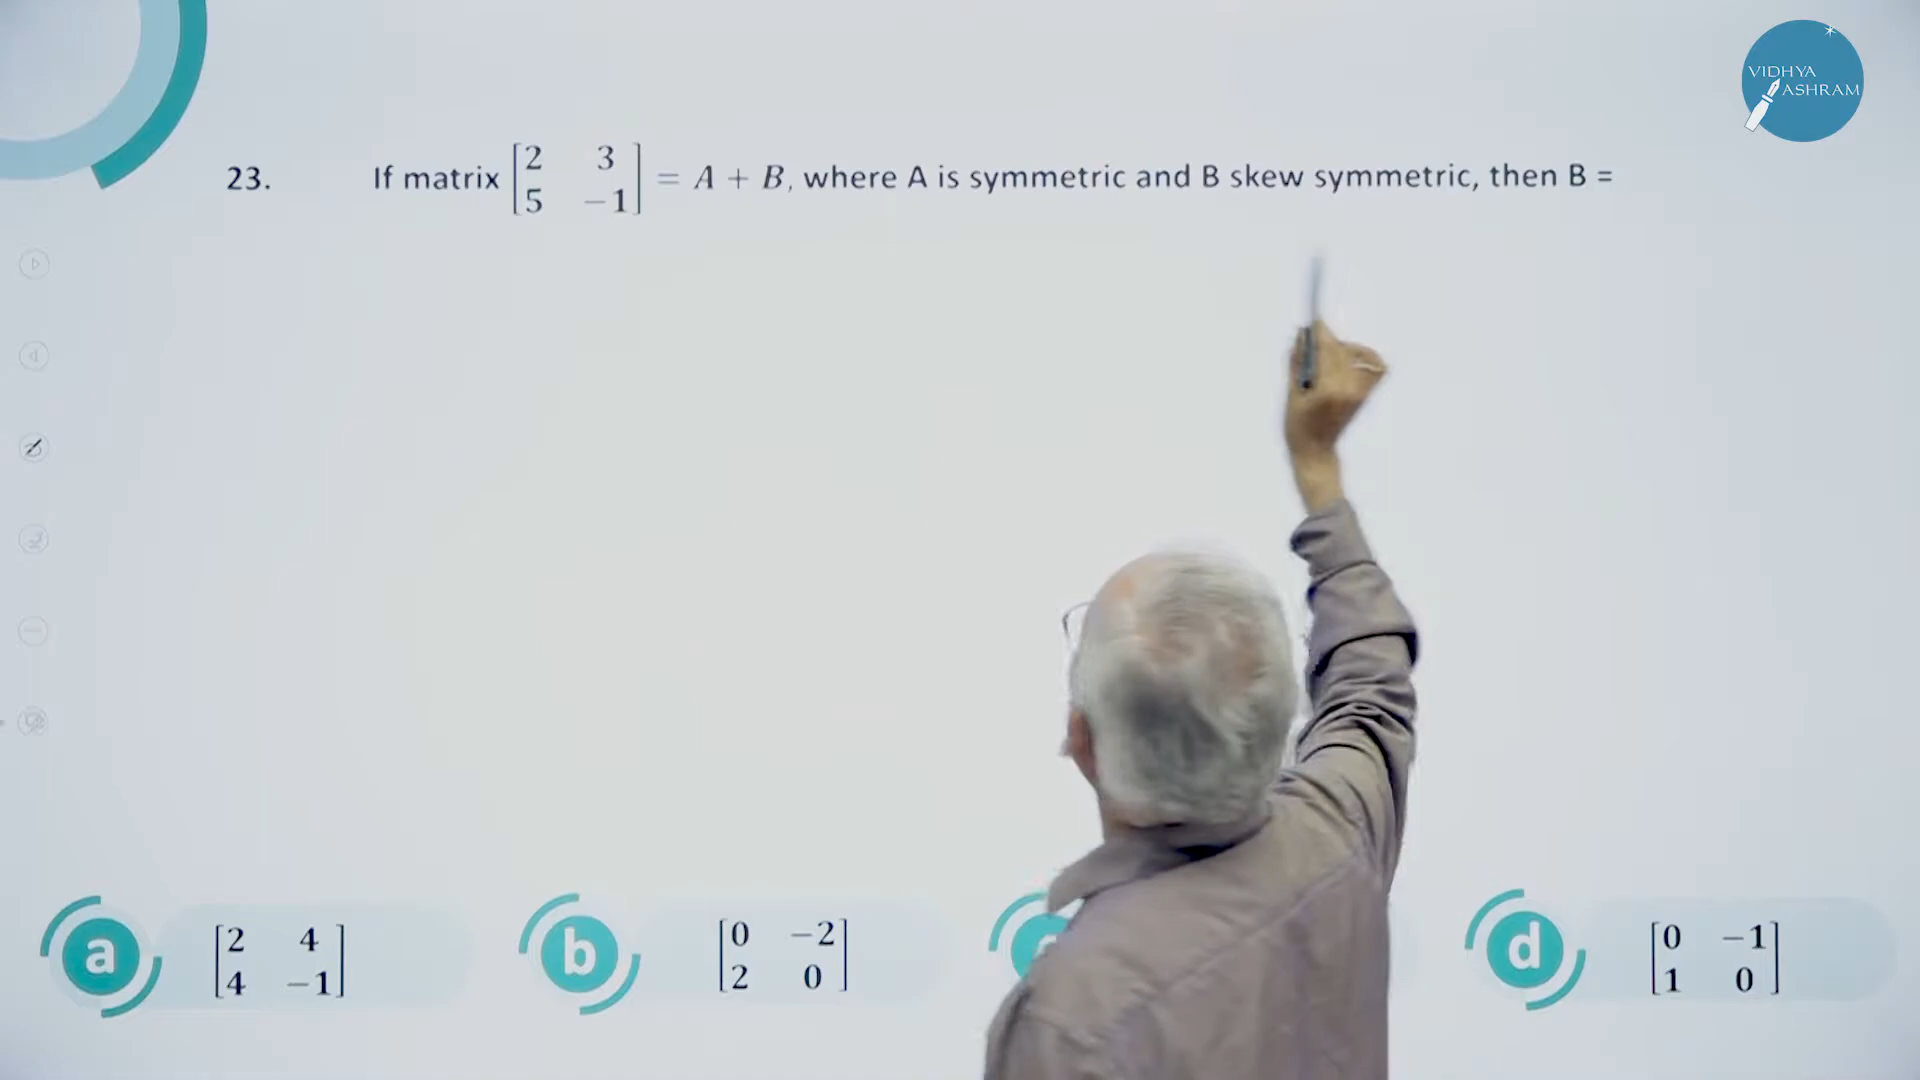 VIDHYA
ASHRAM
23. If matrix [2 3; 5 −1] = A + B, where A is symmetric and B skew symmetric, then B =
a [2 4; 4 −1] b [0 −2; 2 0] d [0 −1; 1 0]